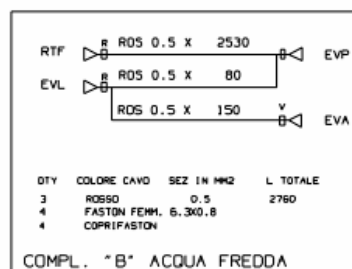 RTF R ROS 0.5 X 2530 EVP
EVL R ROS 0.5 X 80
ROS 0.5 X 150 V EVA
QTY COLORE CAVO SEZ IN MM2 L TOTALE
3 ROSSO 0.5 2760
4 FASTON FEMM. 6.3X0.8
4 COPRIFASTON
COMPL. "B" ACQUA FREDDA